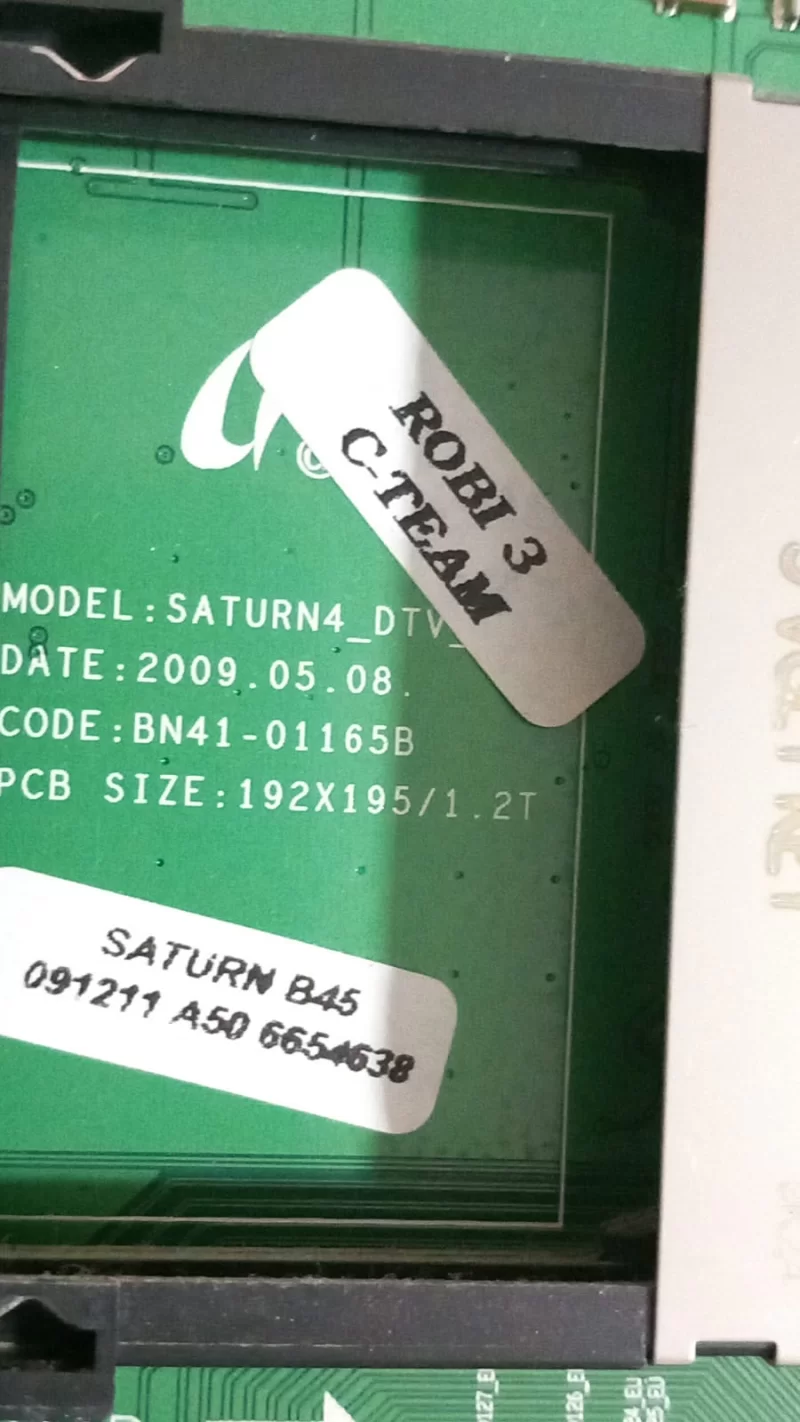 ROBI 3
C-TEAM
©
MODEL:SATURN4_DTV_
DATE:2009.05.08.
CODE:BN41-01165B
PCB SIZE:192X195/1.2T
SATURN B45
091211 A50 6654638